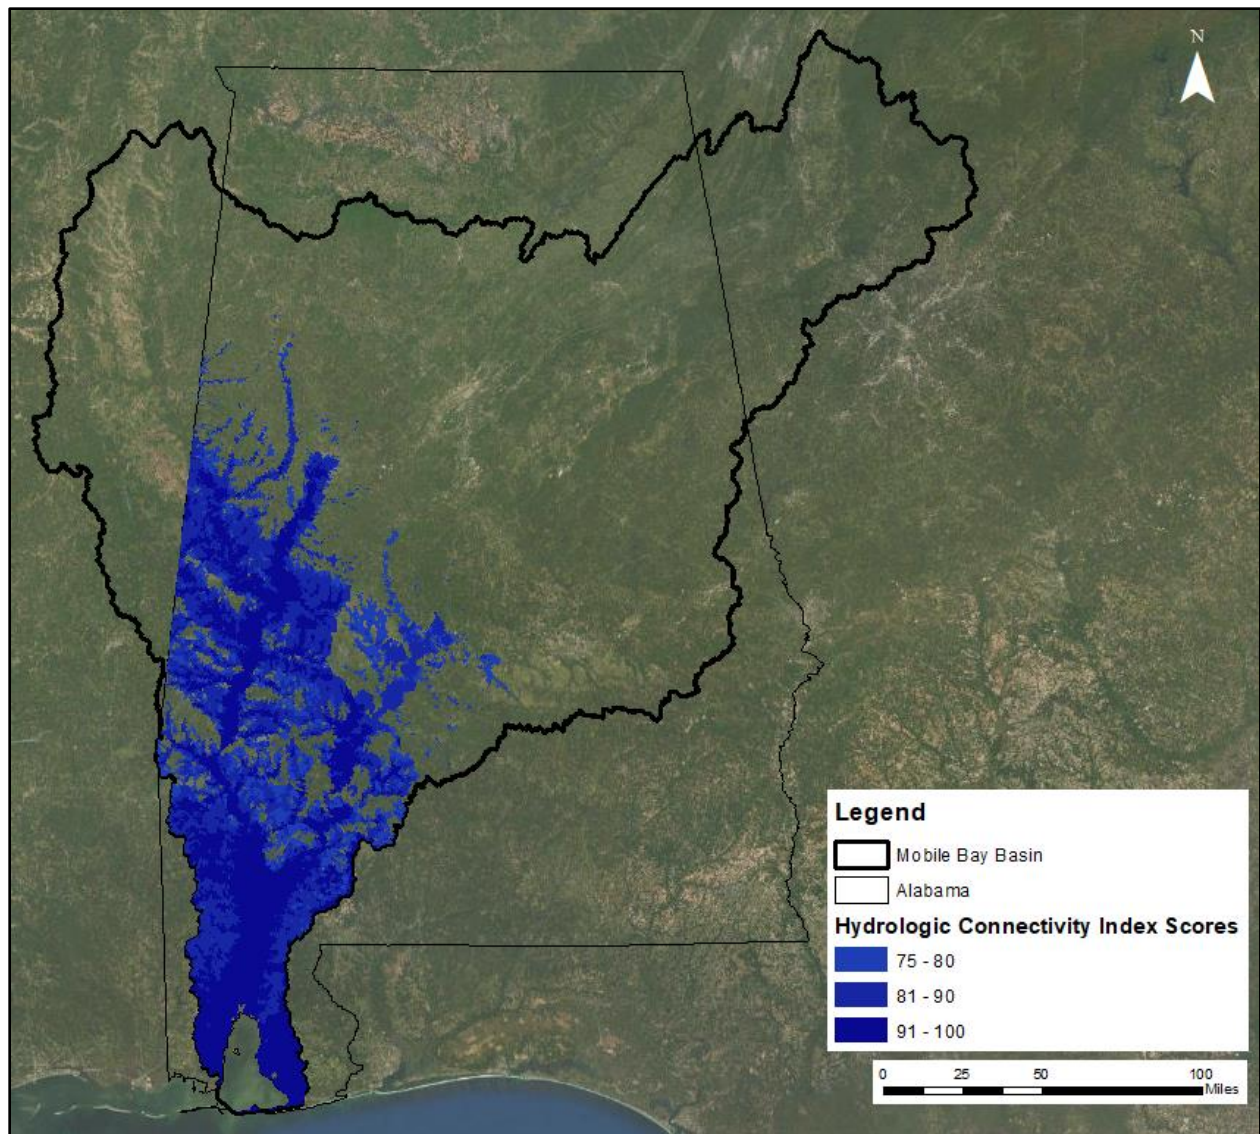 N
Legend
Mobile Bay Basin
Alabama
Hydrologic Connectivity Index Scores
75 - 80
81 - 90
91 - 100
0 25 50 100
Miles